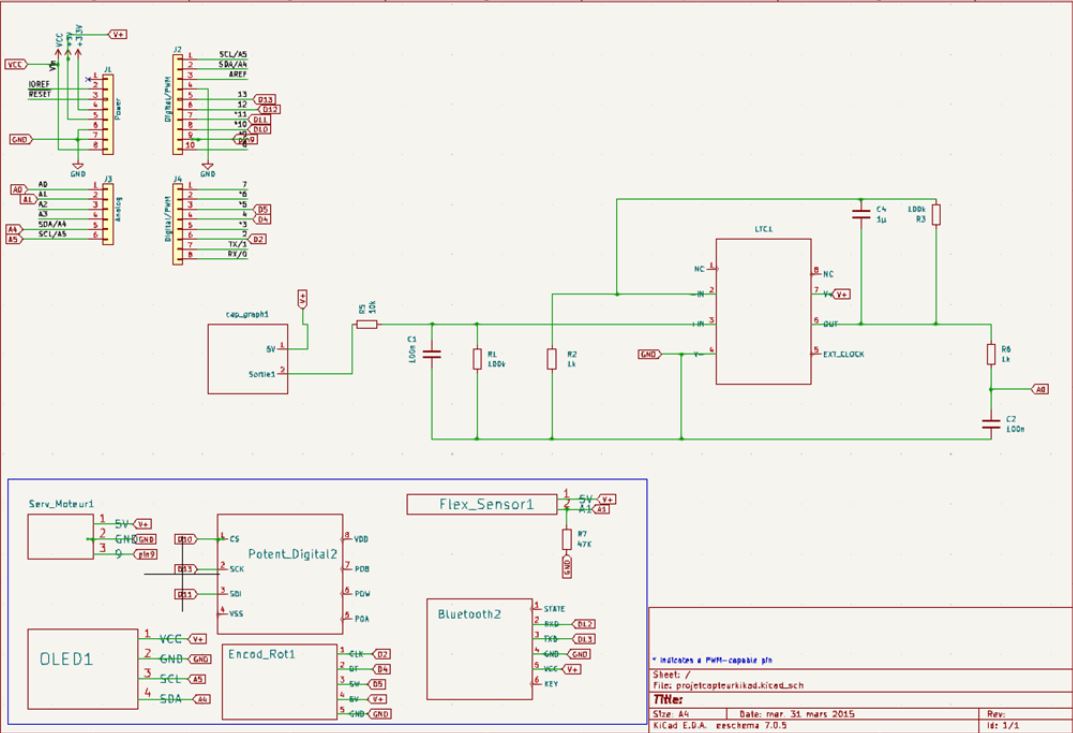 V+
VCC
+5V
+3.3V
VCC
Vin
J1
1
2
3
4
5
6
7
8
IOREF
RESET
Power
GND
GND
J2
1
2
3
4
5
6
7
8
9
10
SCL/A5
SDA/A4
AREF
13
12
*11
*10
*9
8
D13
D12
D11
D10
Digital/PWM
GND
J3
A0
A1
A2
A3
SDA/A4
SCL/A5
1
2
3
4
5
6
Analog
A0
A1
A4
A5
J4
Digital/PWM
1
2
3
4
5
6
7
8
7
*6
*5
4
*3
2
TX/1
RX/0
D5
D4
D2
cap_graph1
5V 1
Sortie1 2
V+
R5
10k
C1
100n
R1
100k
R2
1k
GND
LTC1
NC 1
-IN 2
+IN 3
V- 4
8 NC
7 V+
6 OUT
5 EXT_CLOCK
V+
C4
1µ
100k
R3
R6
1k
A0
C2
100n
Serv_Moteur1
1 5V V+
2 GND GND
3 9 pin9
D10
D13
D11
1 CS
2 SCK
3 SDI
4 VSS
Potent_Digital2
8 VDD
7 POB
6 POW
5 POA
Flex_Sensor1
1 5V V+
2 A1 A1
R7
47K
GND
Bluetooth2
1 STATE
2 RXD D12
3 TXD D13
4 GND GND
5 VCC V+
6 KEY
OLED1
1 VCC V+
2 GND GND
3 SCL A5
4 SDA A4
Encod_Rot1
1 CLK D2
2 DT D4
3 SW D5
4 5V V+
5 GND GND
* Indicates a PWM-capable pin
Sheet: /
File: projetcapteurkikad.kicad_sch
Title:
Size: A4 Date: mar. 31 mars 2015 Rev:
KiCad E.D.A. eeschema 7.0.5 Id: 1/1